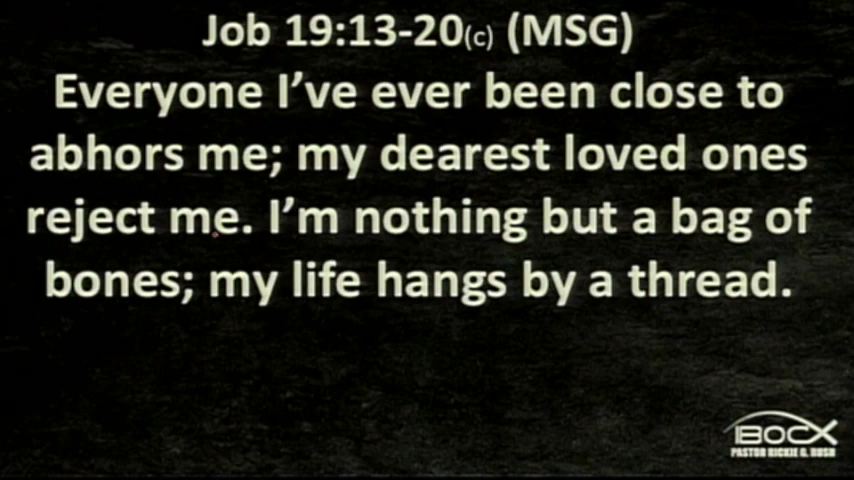 Job 19:13-20(c) (MSG)
Everyone I've ever been close to
abhors me; my dearest loved ones
reject me. I'm nothing but a bag of
bones; my life hangs by a thread.
BOCX
PASTOR RICKIE G. RUSH